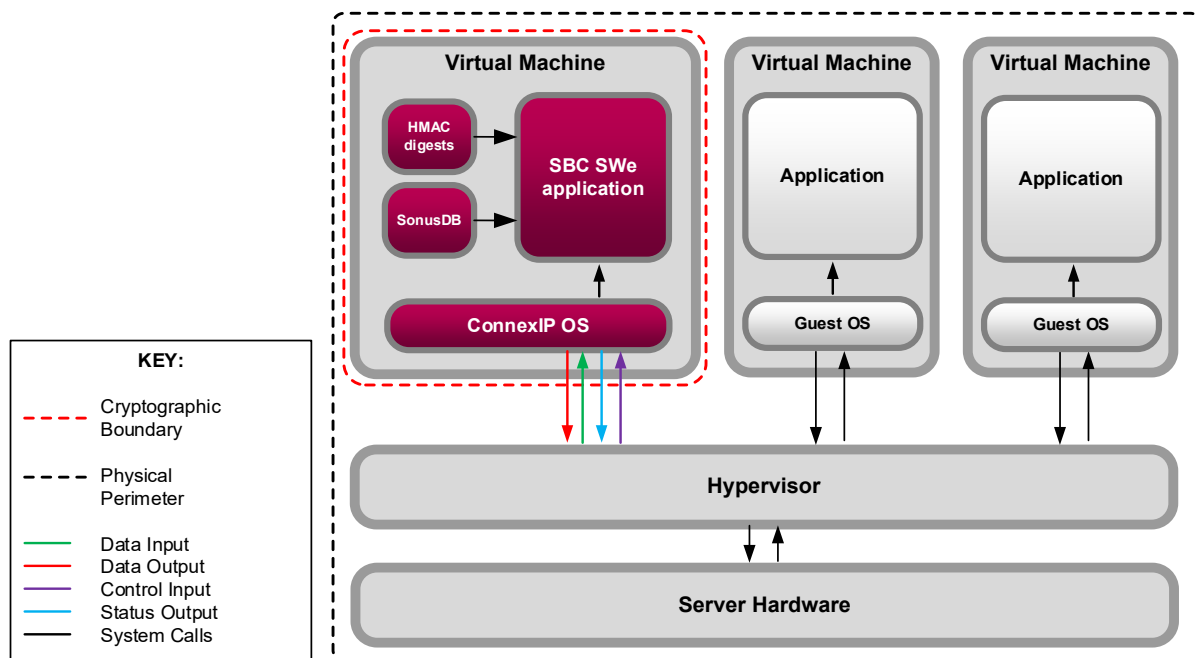 Virtual Machine
HMAC
digests
SonusDB
SBC SWe
application
ConnexIP OS
Virtual Machine
Application
Guest OS
Virtual Machine
Application
Guest OS
Hypervisor
Server Hardware
KEY:
Cryptographic
Boundary
Physical
Perimeter
Data Input
Data Output
Control Input
Status Output
System Calls